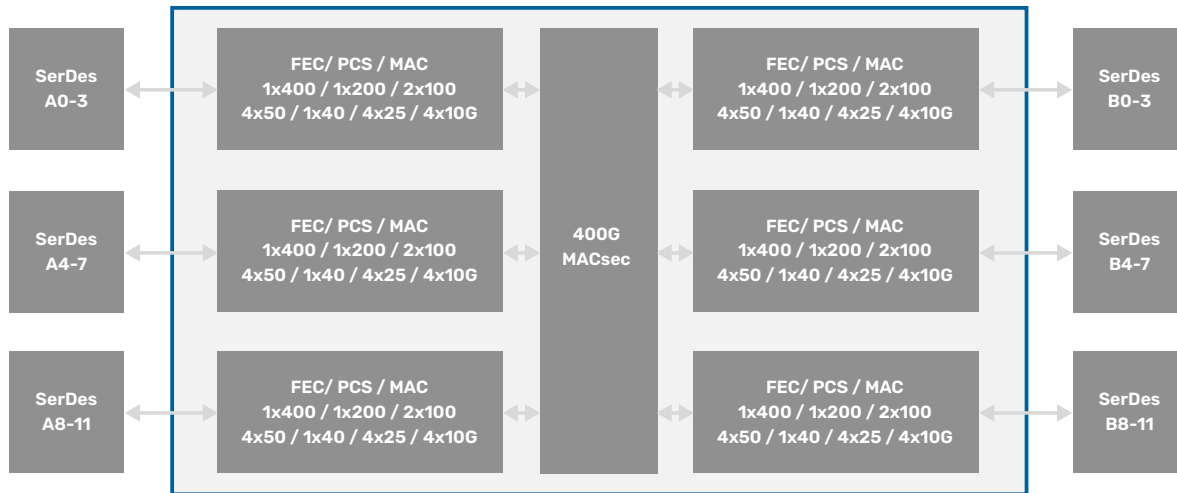 SerDes
A0-3
FEC/ PCS / MAC
1x400 / 1x200 / 2x100
4x50 / 1x40 / 4x25 / 4x10G
FEC/ PCS / MAC
1x400 / 1x200 / 2x100
4x50 / 1x40 / 4x25 / 4x10G
SerDes
B0-3
SerDes
A4-7
FEC/ PCS / MAC
1x400 / 1x200 / 2x100
4x50 / 1x40 / 4x25 / 4x10G
400G
MACsec
FEC/ PCS / MAC
1x400 / 1x200 / 2x100
4x50 / 1x40 / 4x25 / 4x10G
SerDes
B4-7
SerDes
A8-11
FEC/ PCS / MAC
1x400 / 1x200 / 2x100
4x50 / 1x40 / 4x25 / 4x10G
FEC/ PCS / MAC
1x400 / 1x200 / 2x100
4x50 / 1x40 / 4x25 / 4x10G
SerDes
B8-11